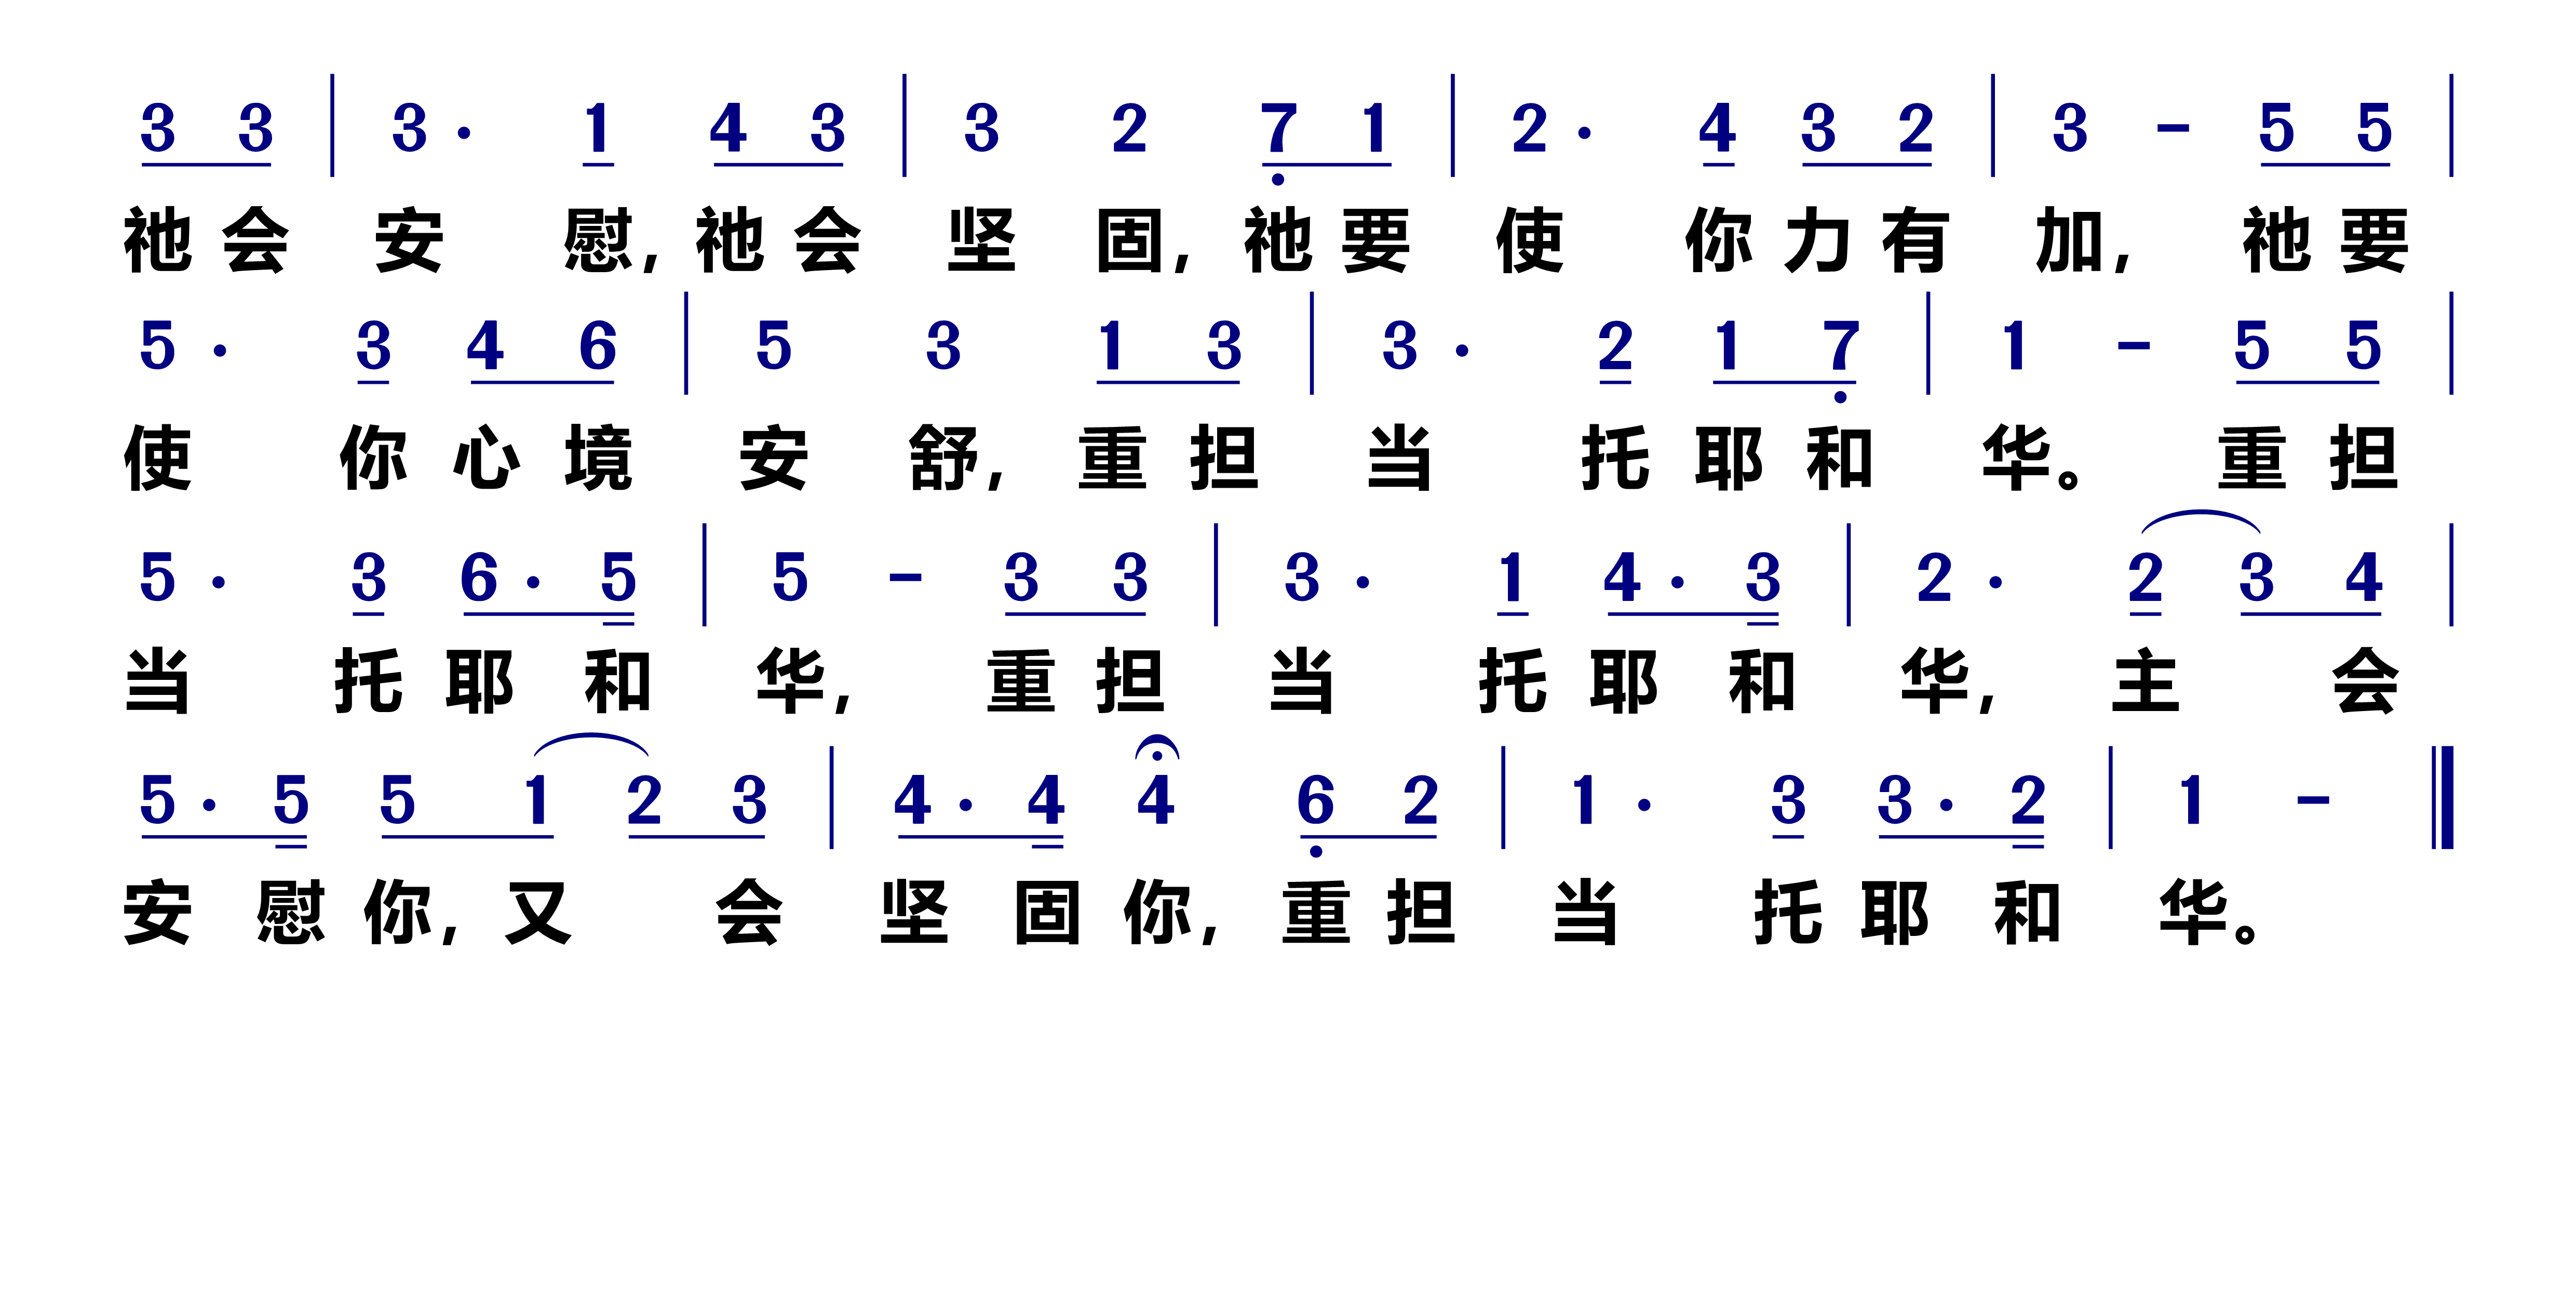 3 3 | 3 · 1 4 3 | 3 2 7 1 | 2 · 4 3 2 | 3 - 5 5 |
祂会安慰,祂会坚固,祂要使你力有加,祂要
5 · 3 4 6 | 5 3 1 3 | 3 · 2 1 7 | 1 - 5 5 |
使你心境安舒,重担当托耶和华。重担
5 · 3 6 · 5 | 5 - 3 3 | 3 · 1 4 · 3 | 2 · 2 3 4 |
当托耶和华,重担当托耶和华,主会
5 · 5 5 1 2 3 | 4 · 4 4 6 2 | 1 · 3 3 · 2 | 1 - ‖
安慰你,又会坚固你,重担当托耶和华。